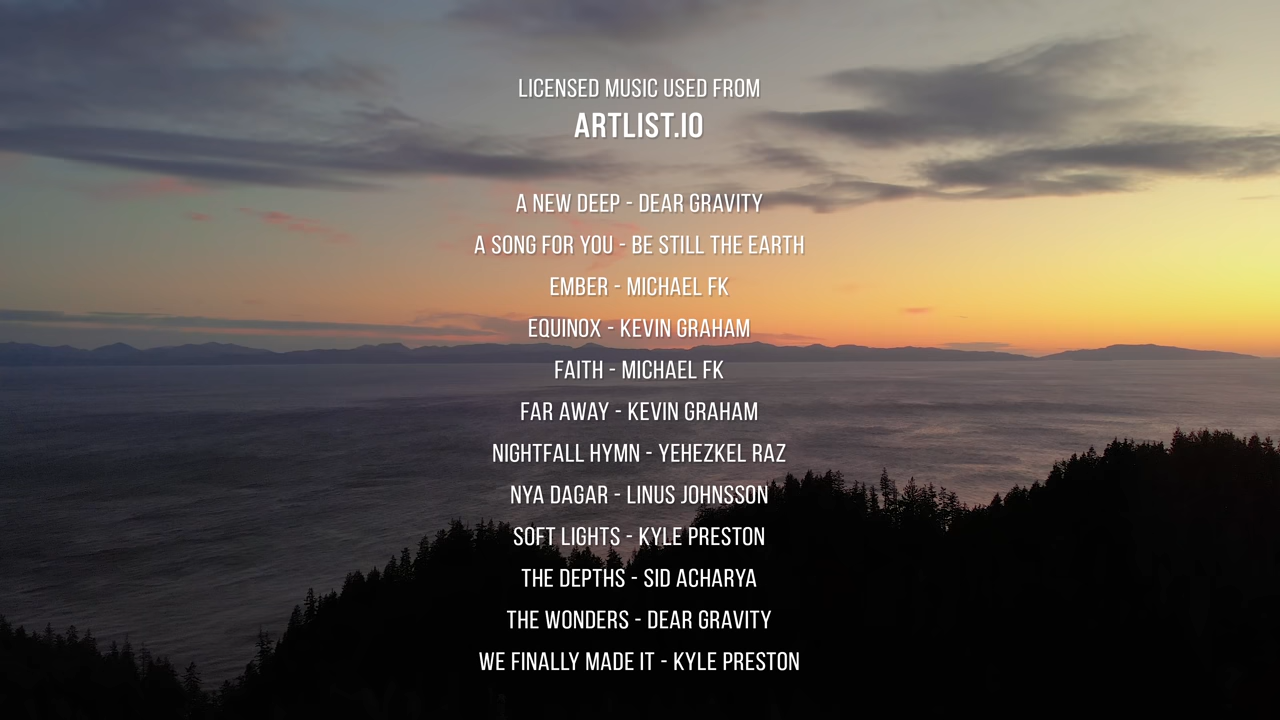 LICENSED MUSIC USED FROM
ARTLIST.IO
A NEW DEEP - DEAR GRAVITY
A SONG FOR YOU - BE STILL THE EARTH
EMBER - MICHAEL FK
EQUINOX - KEVIN GRAHAM
FAITH - MICHAEL FK
FAR AWAY - KEVIN GRAHAM
NIGHTFALL HYMN - YEHEZKEL RAZ
NYA DAGAR - LINUS JOHNSSON
SOFT LIGHTS - KYLE PRESTON
THE DEPTHS - SID ACHARYA
THE WONDERS - DEAR GRAVITY
WE FINALLY MADE IT - KYLE PRESTON